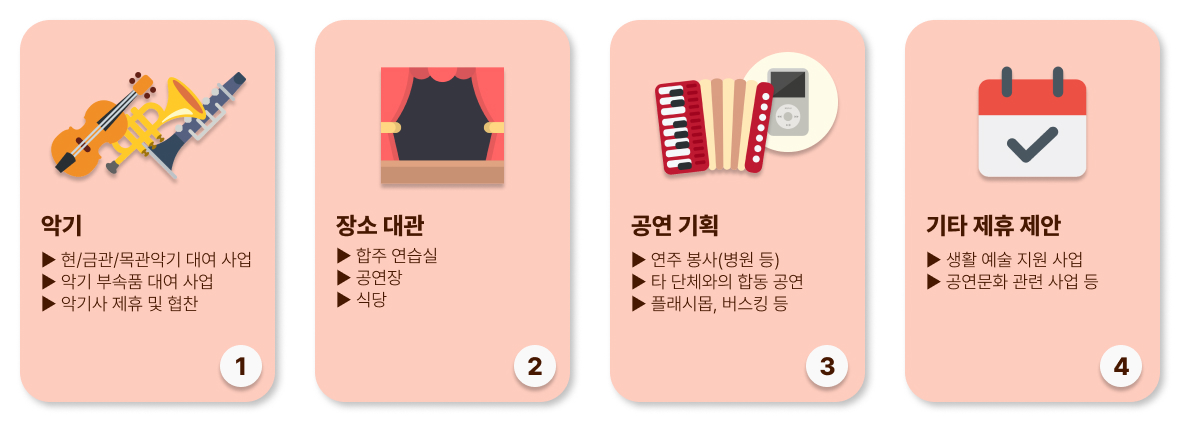 악기
▶ 현/금관/목관악기 대여 사업
▶ 악기 부속품 대여 사업
▶ 악기사 제휴 및 협찬
1
장소 대관
▶ 합주 연습실
▶ 공연장
▶ 식당
2
공연 기획
▶ 연주 봉사(병원 등)
▶ 타 단체와의 합동 공연
▶ 플래시몹, 버스킹 등
3
기타 제휴 제안
▶ 생활 예술 지원 사업
▶ 공연문화 관련 사업 등
4